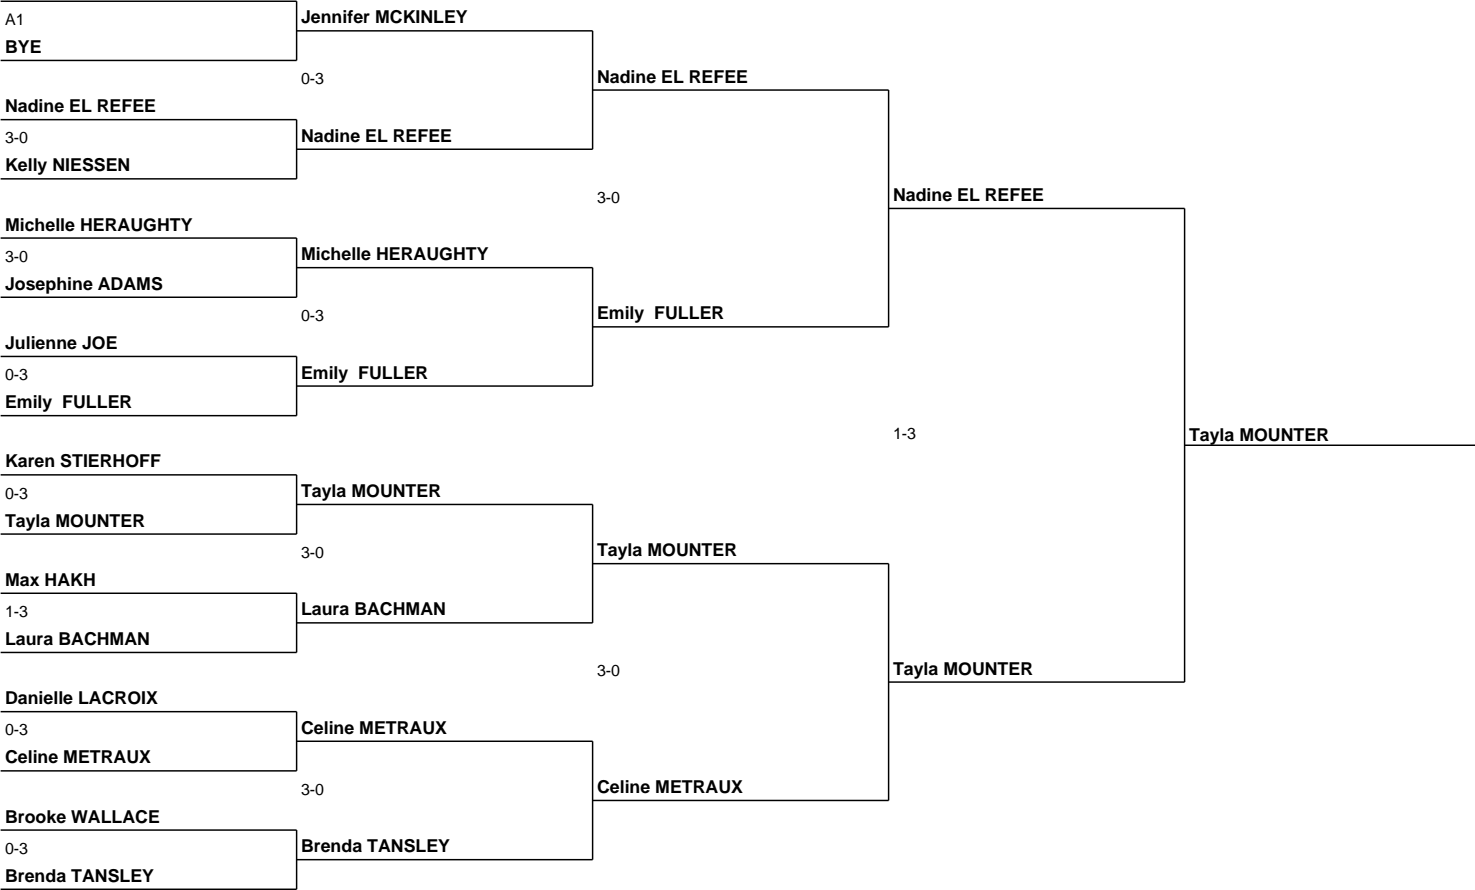 A1
BYE
Jennifer MCKINLEY
0-3
Nadine EL REFEE
3-0
Kelly NIESSEN
Nadine EL REFEE
Nadine EL REFEE
3-0
Michelle HERAUGHTY
3-0
Josephine ADAMS
Michelle HERAUGHTY
0-3
Julienne JOE
0-3
Emily  FULLER
Emily  FULLER
Emily  FULLER
Nadine EL REFEE
1-3
Tayla MOUNTER
Karen STIERHOFF
0-3
Tayla MOUNTER
Tayla MOUNTER
3-0
Max HAKH
1-3
Laura BACHMAN
Laura BACHMAN
Tayla MOUNTER
3-0
Danielle LACROIX
0-3
Celine METRAUX
Celine METRAUX
3-0
Brooke WALLACE
0-3
Brenda TANSLEY
Brenda TANSLEY
Celine METRAUX
Tayla MOUNTER